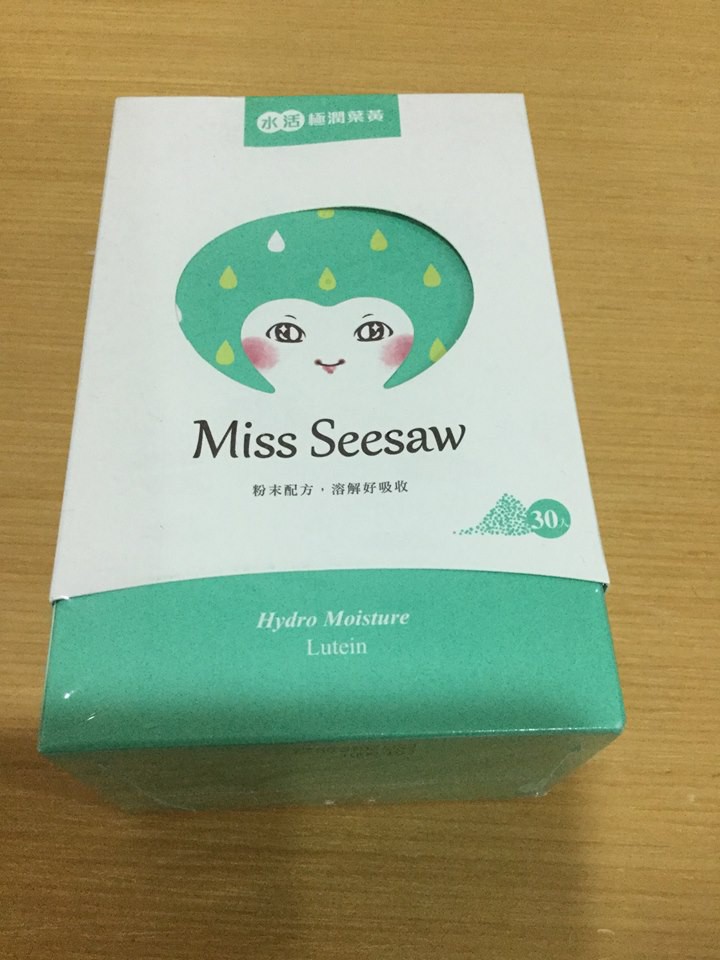 水活 極潤葉黃
Miss Seesaw
粉末配方,溶解好吸收
30入
Hydro Moisture
Lutein